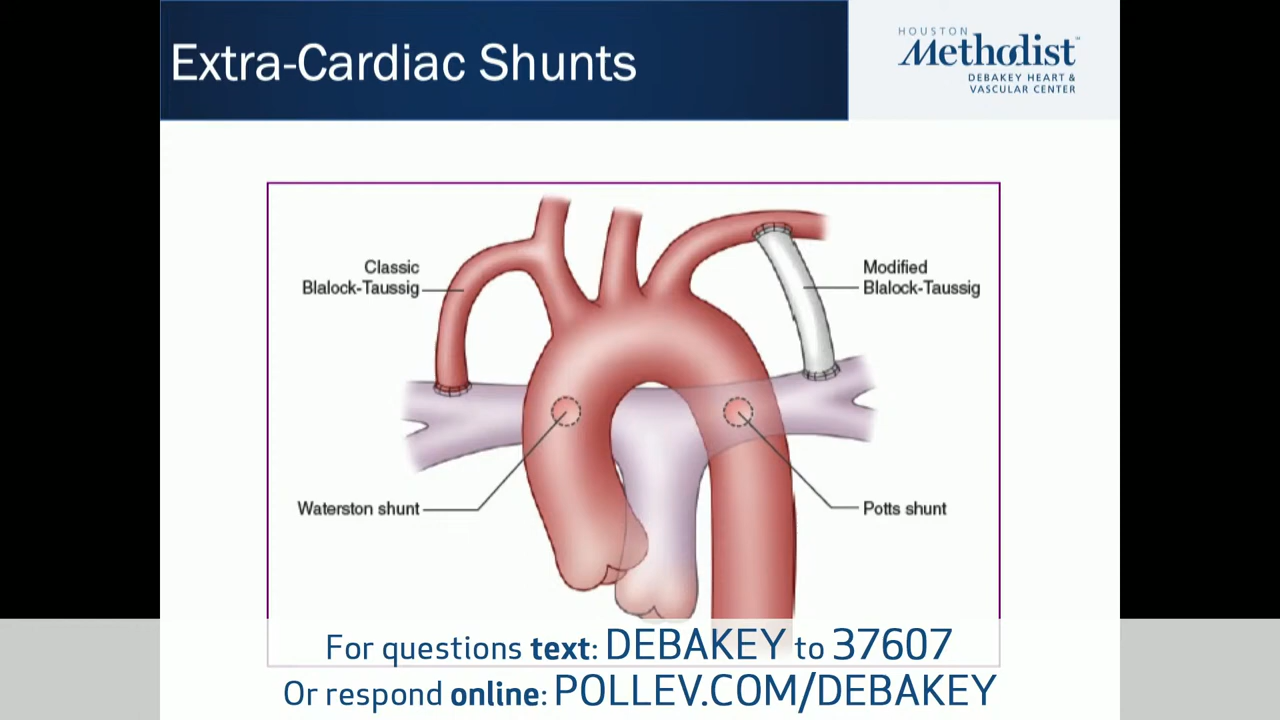 Extra-Cardiac Shunts
HOUSTON
Methodist
DEBAKEY HEART &
VASCULAR CENTER
Classic
Blalock-Taussig
Modified
Blalock-Taussig
Waterston shunt
Potts shunt
For questions text: DEBAKEY to 37607
Or respond online: POLLEV.COM/DEBAKEY